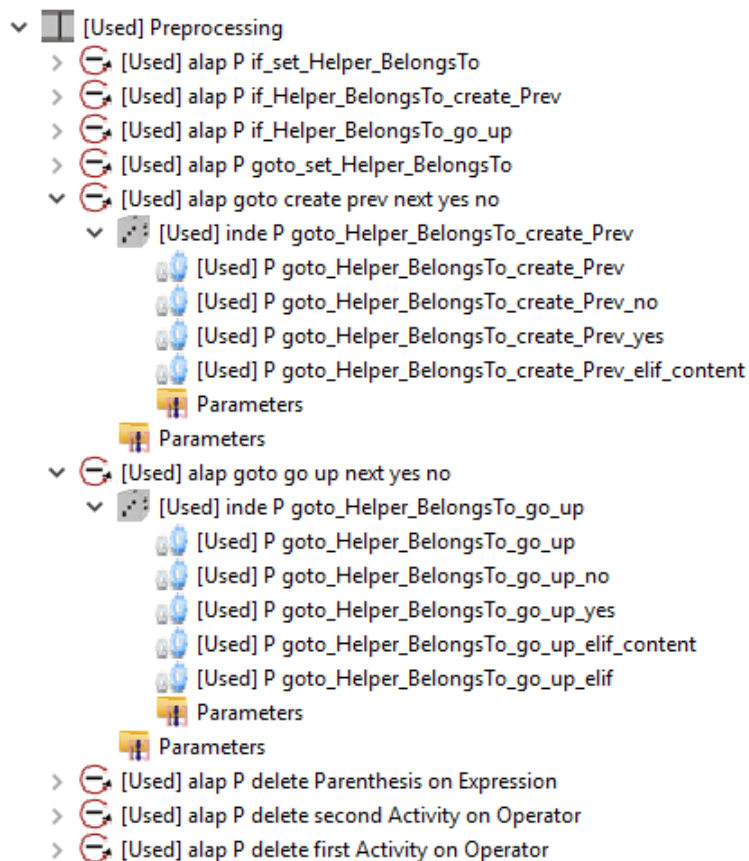 [Used] Preprocessing
[Used] alap P if_set_Helper_BelongsTo
[Used] alap P if_Helper_BelongsTo_create_Prev
[Used] alap P if_Helper_BelongsTo_go_up
[Used] alap P goto_set_Helper_BelongsTo
[Used] alap goto create prev next yes no
[Used] inde P goto_Helper_BelongsTo_create_Prev
[Used] P goto_Helper_BelongsTo_create_Prev
[Used] P goto_Helper_BelongsTo_create_Prev_no
[Used] P goto_Helper_BelongsTo_create_Prev_yes
[Used] P goto_Helper_BelongsTo_create_Prev_elif_content
Parameters
Parameters
[Used] alap goto go up next yes no
[Used] inde P goto_Helper_BelongsTo_go_up
[Used] P goto_Helper_BelongsTo_go_up
[Used] P goto_Helper_BelongsTo_go_up_no
[Used] P goto_Helper_BelongsTo_go_up_yes
[Used] P goto_Helper_BelongsTo_go_up_elif_content
[Used] P goto_Helper_BelongsTo_go_up_elif
Parameters
Parameters
[Used] alap P delete Parenthesis on Expression
[Used] alap P delete second Activity on Operator
[Used] alap P delete first Activity on Operator